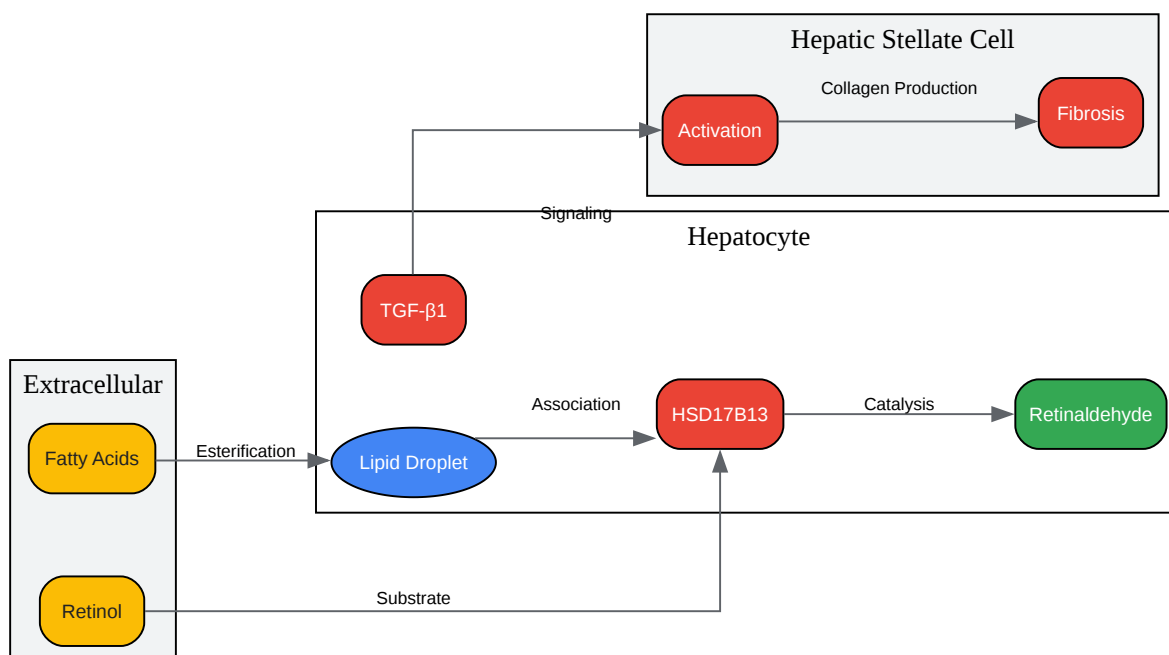 Hepatic Stellate Cell
Collagen Production
Activation
Fibrosis
Signaling
Hepatocyte
TGF-β1
Extracellular
Fatty Acids
Esterification
Lipid Droplet
Association
HSD17B13
Catalysis
Retinaldehyde
Retinol
Substrate